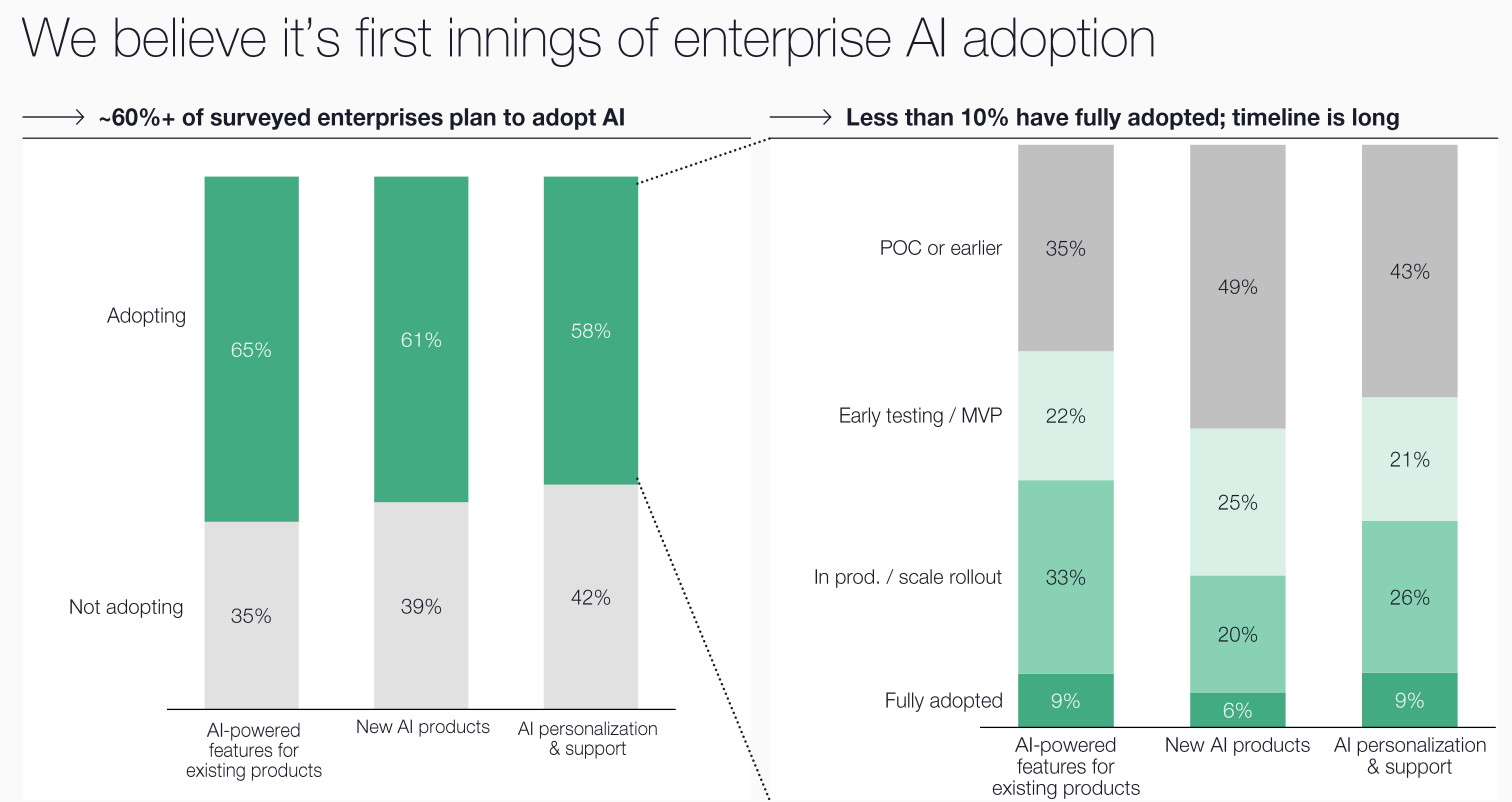 We believe it's first innings of enterprise AI adoption
~60%+ of surveyed enterprises plan to adopt AI
Adopting
65%
61%
58%
Not adopting
35%
39%
42%
AI-powered
features for
existing products
New AI products
AI personalization
& support
Less than 10% have fully adopted; timeline is long
POC or earlier
35%
49%
43%
Early testing / MVP
22%
25%
21%
In prod. / scale rollout
33%
20%
26%
Fully adopted
9%
6%
9%
AI-powered
features for
existing products
New AI products
AI personalization
& support